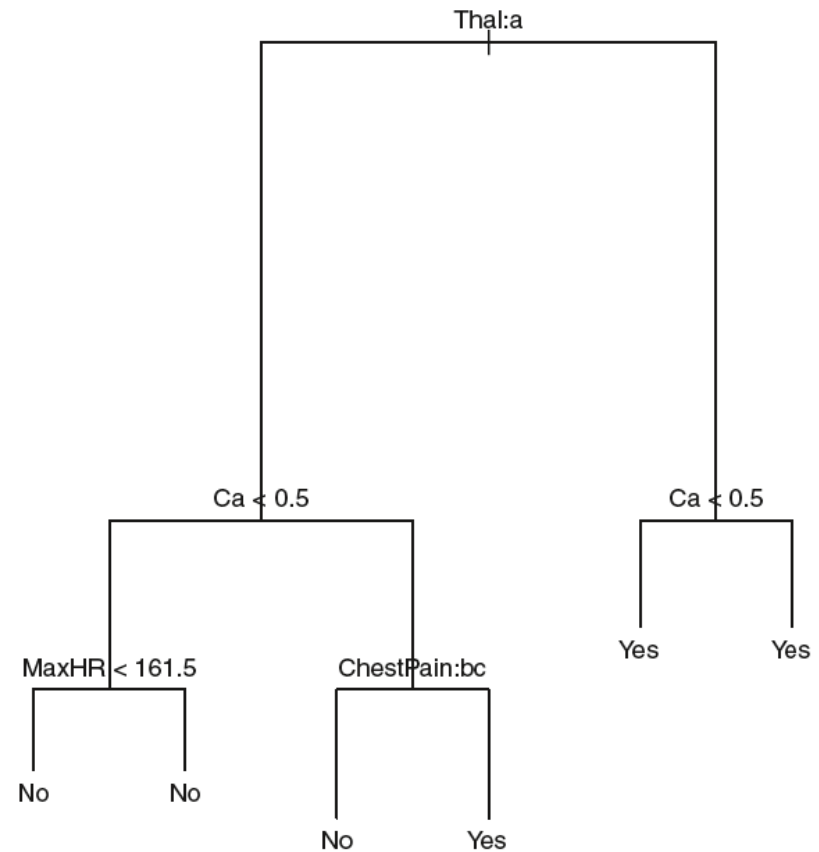 Thal:a
Ca < 0.5
Ca < 0.5
MaxHR < 161.5
ChestPain:bc
Yes
Yes
No
No
No
Yes